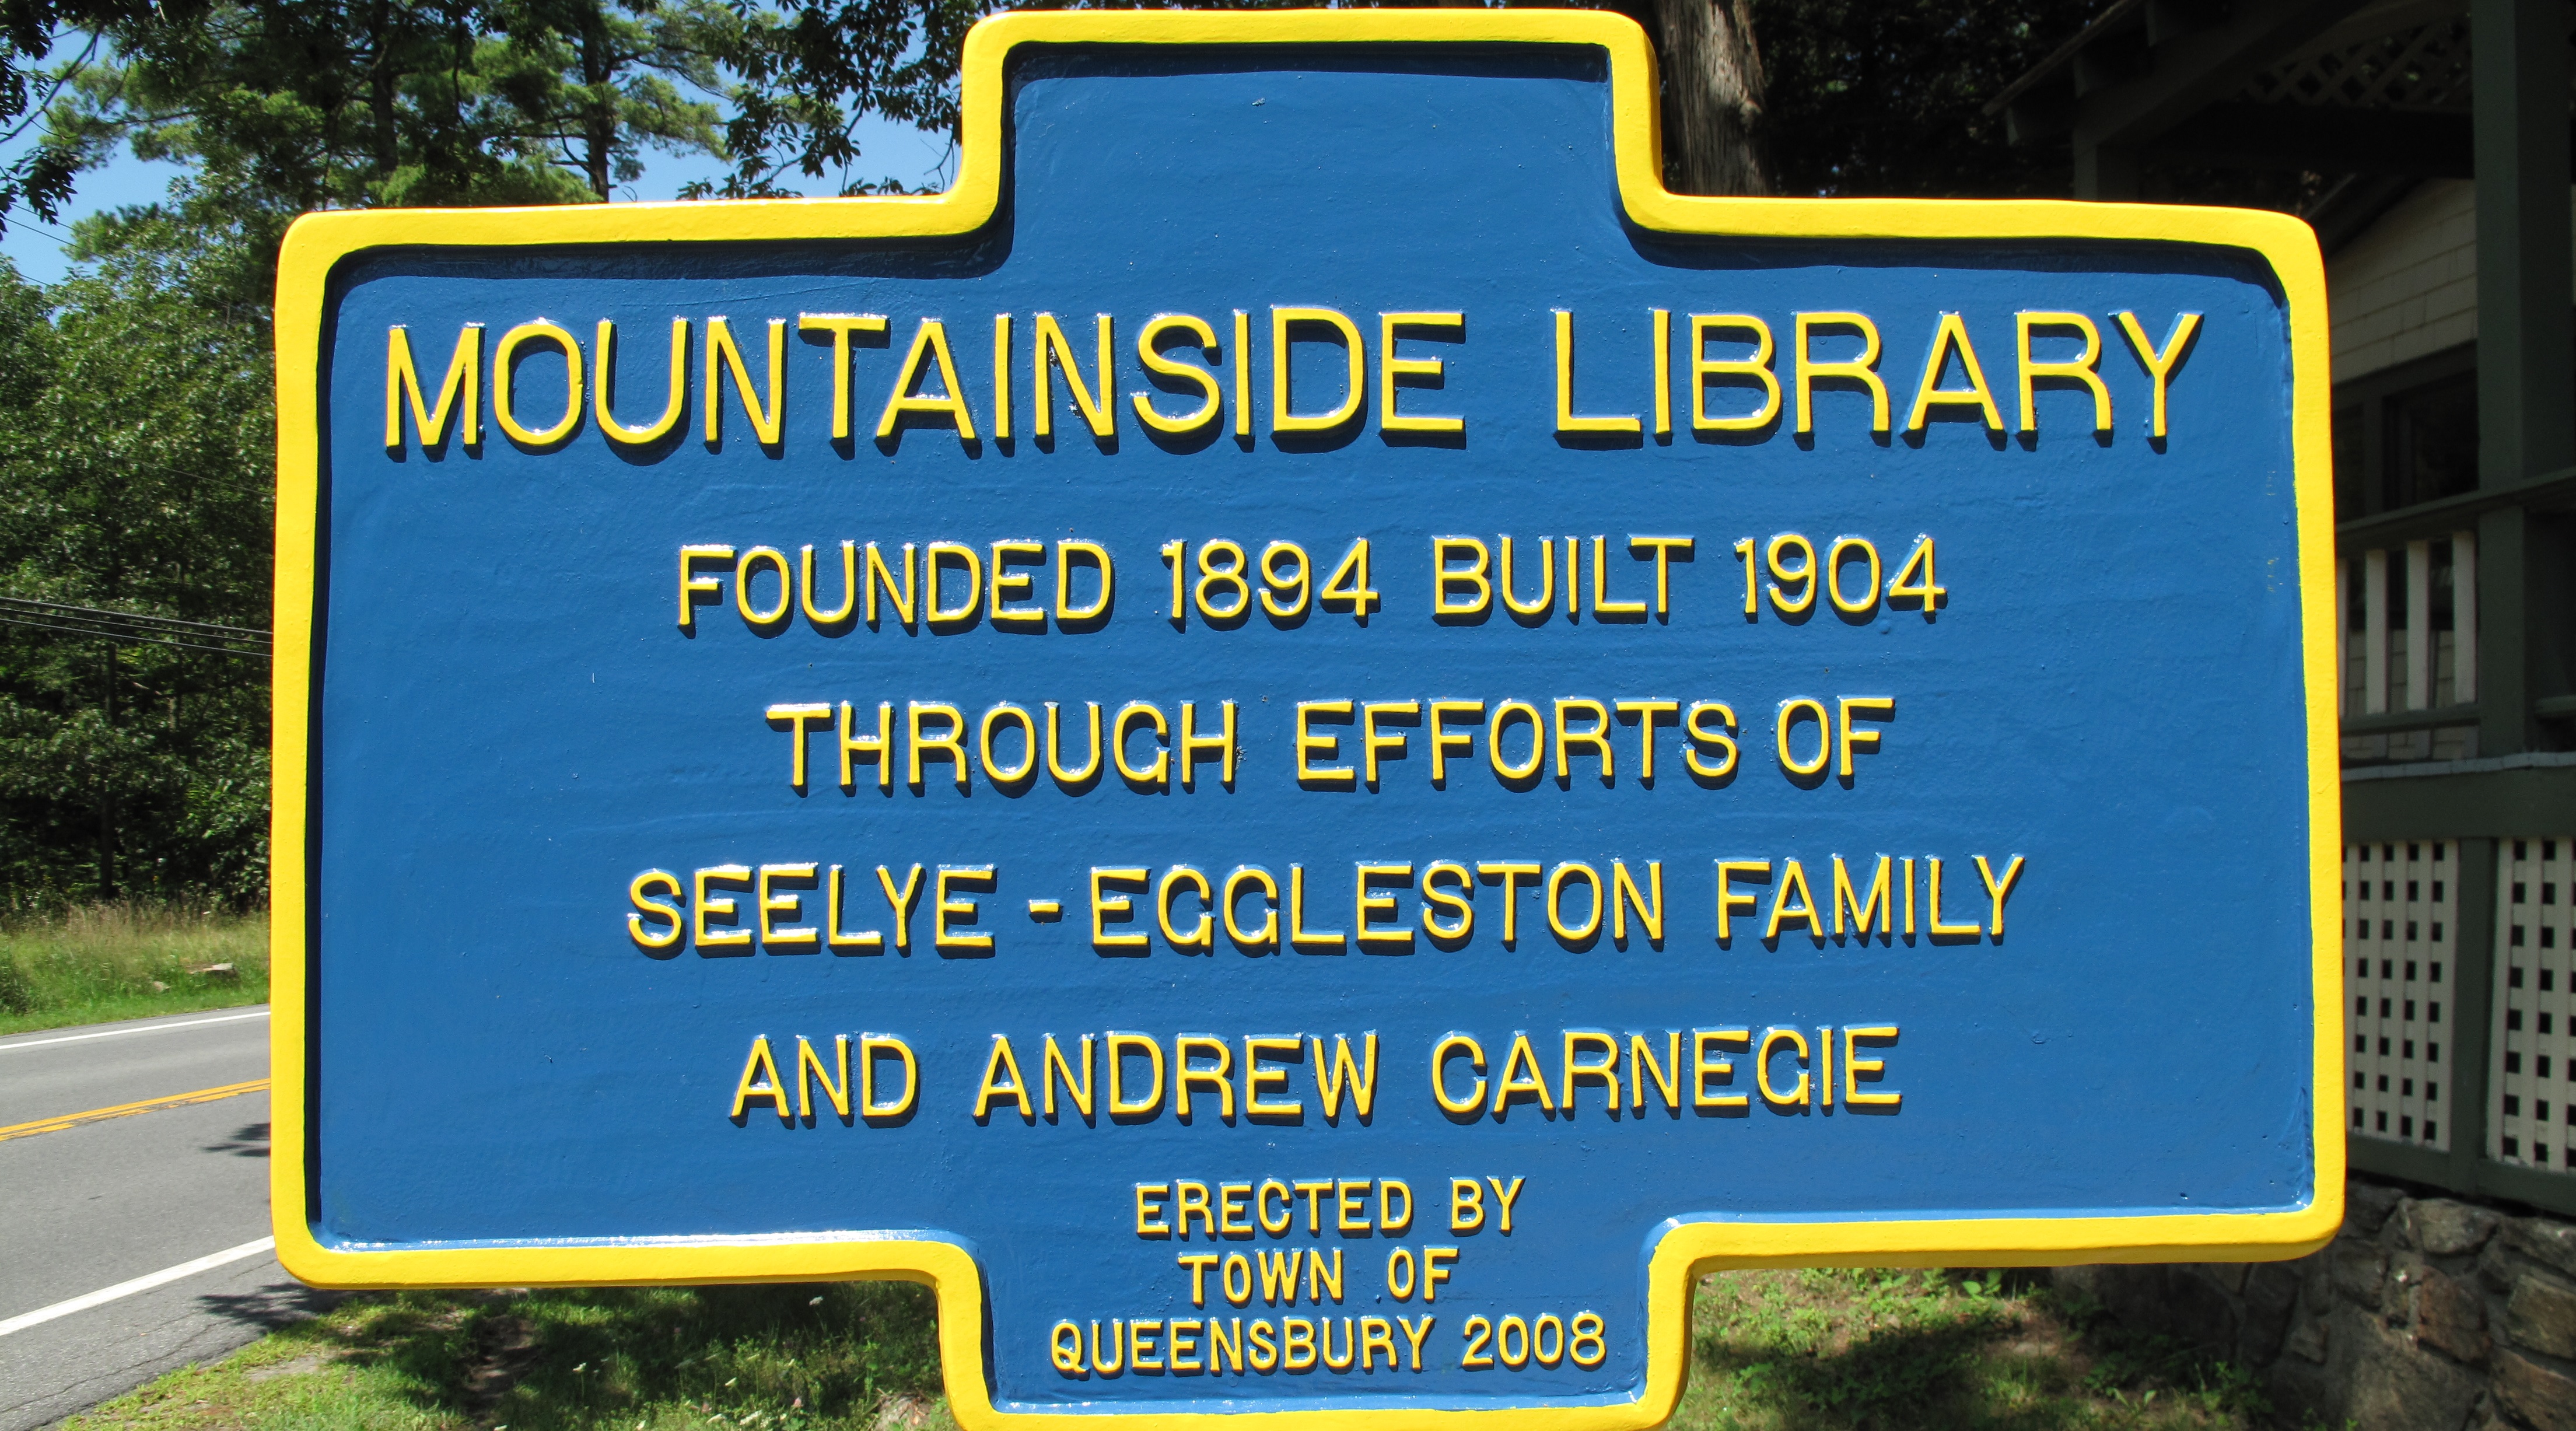 MOUNTAINSIDE LIBRARY
FOUNDED 1894 BUILT 1904
THROUGH EFFORTS OF
SEELYE - EGGLESTON FAMILY
AND ANDREW CARNEGIE
ERECTED BY
TOWN OF
QUEENSBURY 2008